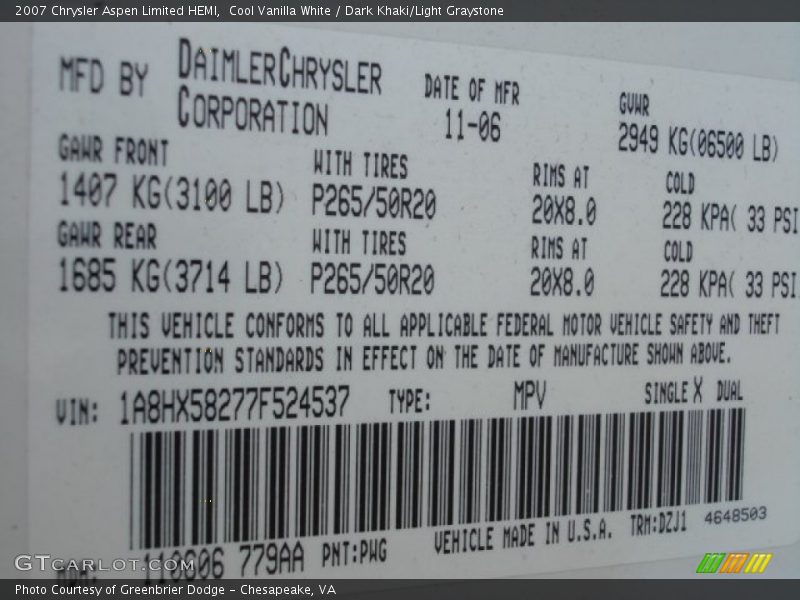 2007 Chrysler Aspen Limited HEMI, Cool Vanilla White / Dark Khaki/Light Graystone
MFD BY DAIMLERCHRYSLER CORPORATION
DATE OF MFR 11-06
GVWR 2949 KG(06500 LB)
GAWR FRONT WITH TIRES RIMS AT COLD
1407 KG(3100 LB) P265/50R20 20X8.0 228 KPA( 33 PSI
GAWR REAR WITH TIRES RIMS AT COLD
1685 KG(3714 LB) P265/50R20 20X8.0 228 KPA( 33 PSI
THIS VEHICLE CONFORMS TO ALL APPLICABLE FEDERAL MOTOR VEHICLE SAFETY AND THEFT
PREVENTION STANDARDS IN EFFECT ON THE DATE OF MANUFACTURE SHOWN ABOVE.
VIN: 1A8HX58277F524537 TYPE: MPV SINGLE X DUAL
110606 779AA PNT:PWG VEHICLE MADE IN U.S.A. TRM:DZJ1 4648503
GTCARLOT.COM
Photo Courtesy of Greenbrier Dodge - Chesapeake, VA